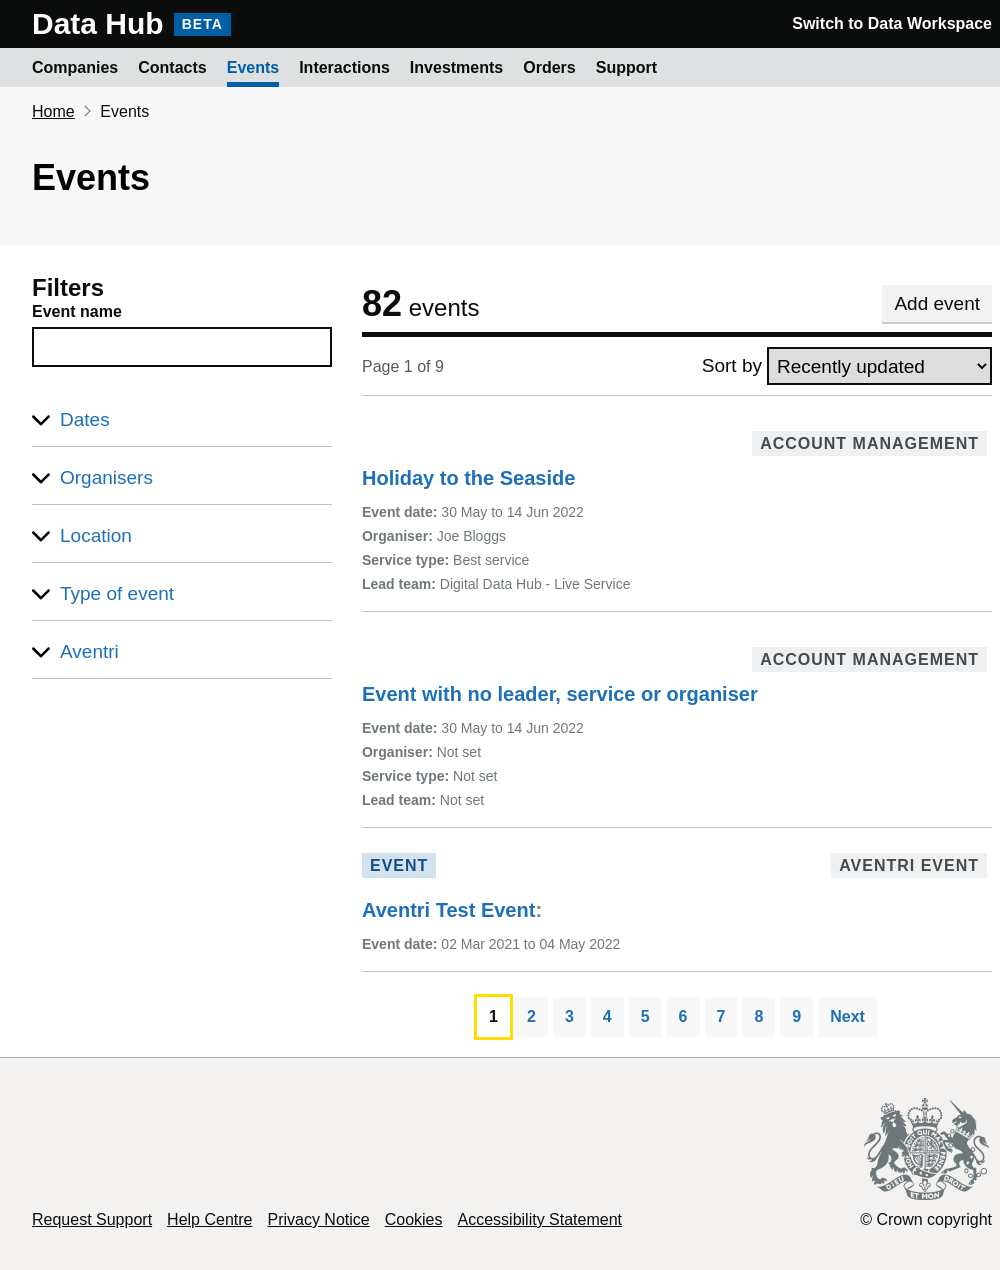 Data Hub BETA Switch to Data Workspace
Companies Contacts Events Interactions Investments Orders Support
Home Events
Events
Filters
Event name
Dates
Organisers
Location
Type of event
Aventri
82 events Add event
Page 1 of 9 Sort by Recently updated
ACCOUNT MANAGEMENT
Holiday to the Seaside
Event date: 30 May to 14 Jun 2022
Organiser: Joe Bloggs
Service type: Best service
Lead team: Digital Data Hub - Live Service
ACCOUNT MANAGEMENT
Event with no leader, service or organiser
Event date: 30 May to 14 Jun 2022
Organiser: Not set
Service type: Not set
Lead team: Not set
EVENT AVENTRI EVENT
Aventri Test Event:
Event date: 02 Mar 2021 to 04 May 2022
1 2 3 4 5 6 7 8 9 Next
DIEU ET MON DROIT
Request Support Help Centre Privacy Notice Cookies Accessibility Statement © Crown copyright